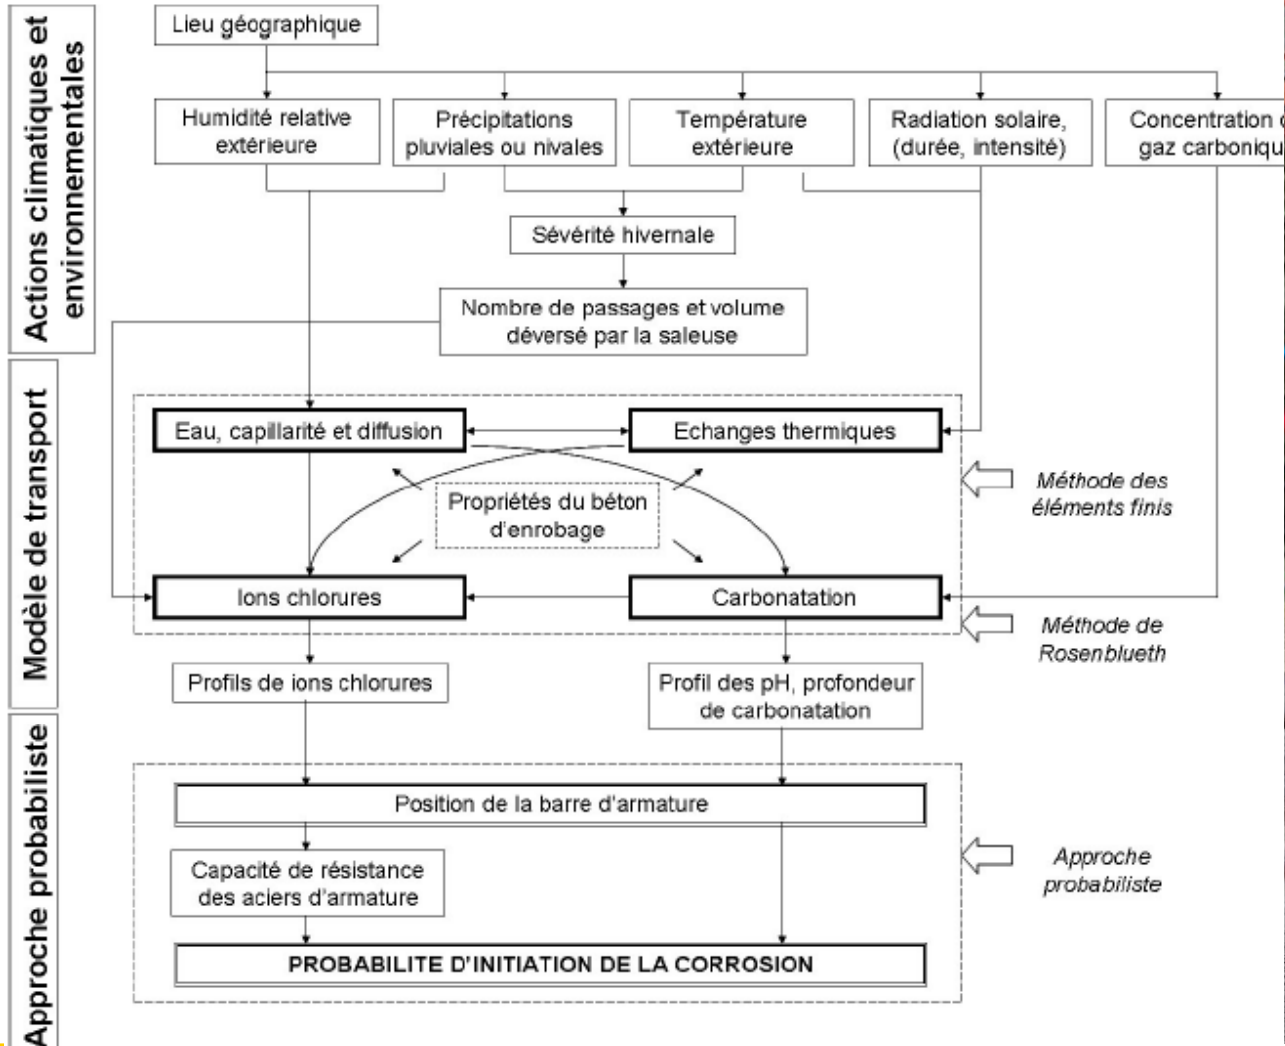 Actions climatiques et
environnementales
Lieu géographique
Humidité relative
extérieure
Précipitations
pluviales ou nivales
Température
extérieure
Radiation solaire,
(durée, intensité)
Concentration
gaz
Sévérité hivernale
Nombre de passages et volume
déversé par la saleuse
Modèle de transport
Eau, capillarité et diffusion
Echanges thermiques
Propriétés du béton
d'enrobage
Ions chlorures
Carbonatation
Méthode des
éléments finis
Méthode de
Rosenblueth
Profils de ions chlorures
Profil des pH, profondeur
de carbonatation
Approche probabiliste
Position de la barre d'armature
Capacité de résistance
des aciers d'armature
PROBABILITE D'INITIATION DE LA CORROSION
Approche
probabiliste